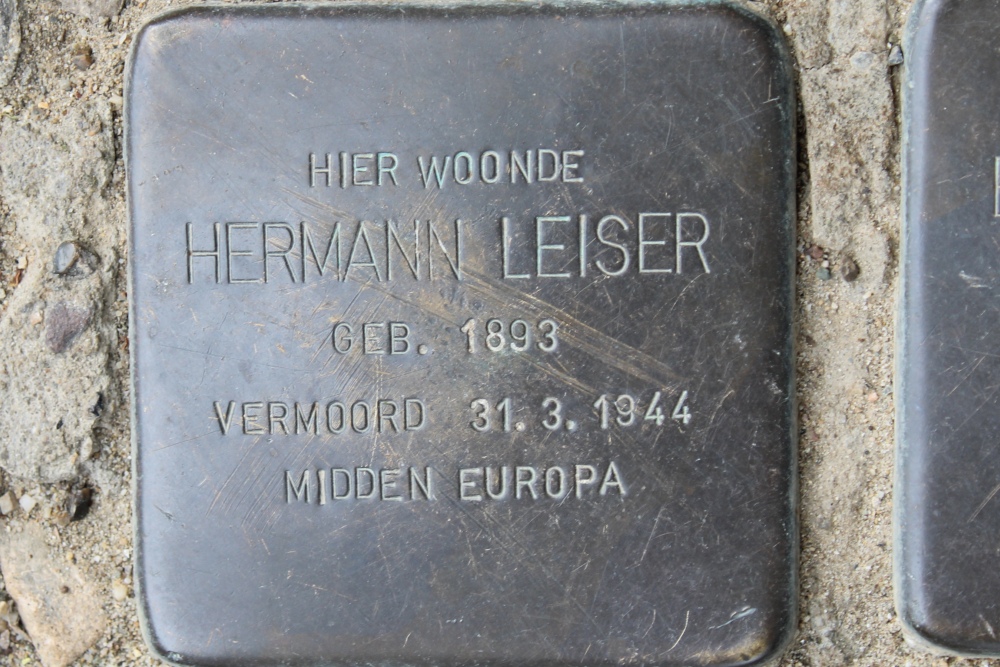 HIER WOONDE
HERMANN LEISER
GEB. 1893
VERMOORD 31.3.1944
MIDDEN EUROPA